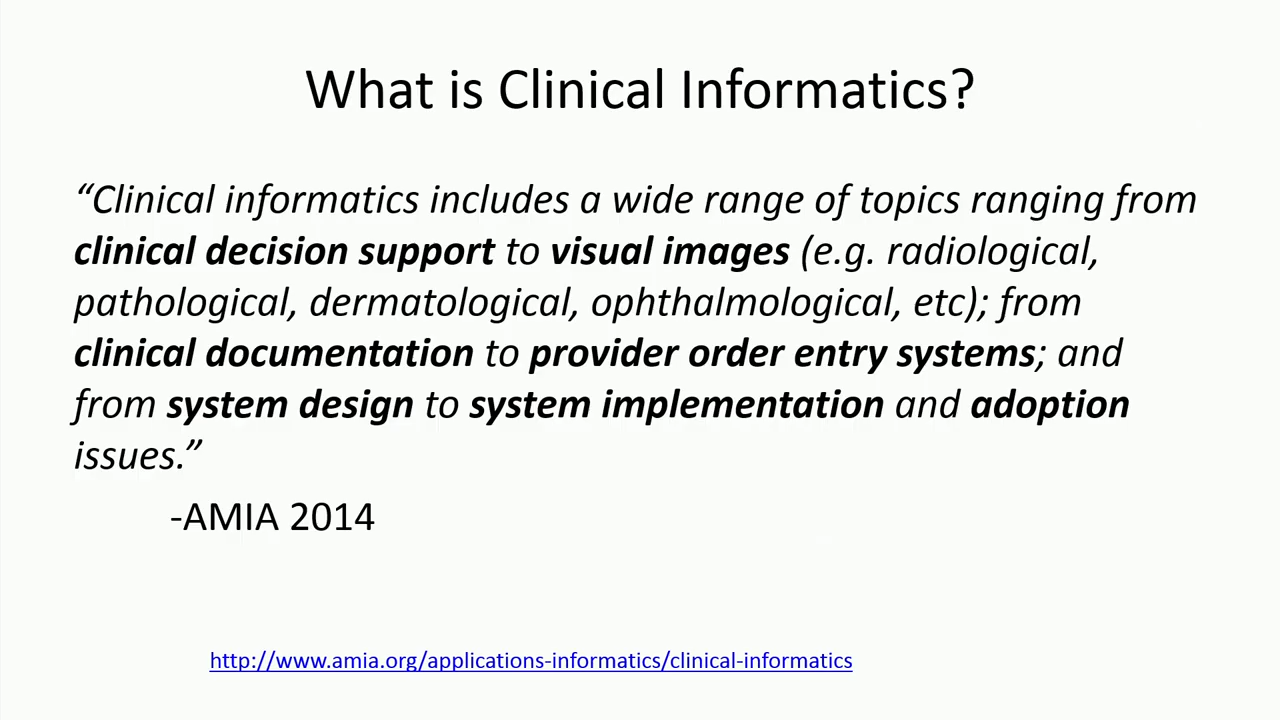 What is Clinical Informatics?
“Clinical informatics includes a wide range of topics ranging from
clinical decision support to visual images (e.g. radiological,
pathological, dermatological, ophthalmological, etc); from
clinical documentation to provider order entry systems; and
from system design to system implementation and adoption
issues.”
-AMIA 2014
http://www.amia.org/applications-informatics/clinical-informatics